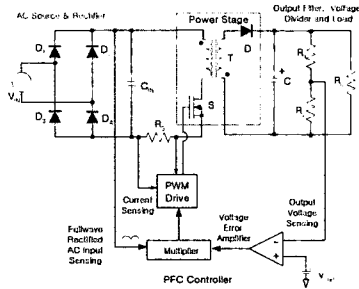 AC Source & Rectifier
Power Stage
Output Filter, Voltage
Divider and Load
T
D
C
S
R
PWM
Drive
Current
Sensing
Voltage
Error
Amplifier
Output
Voltage
Sensing
Fullwave
Rectified
AC Input
Sensing
Multiplier
PFC Controller